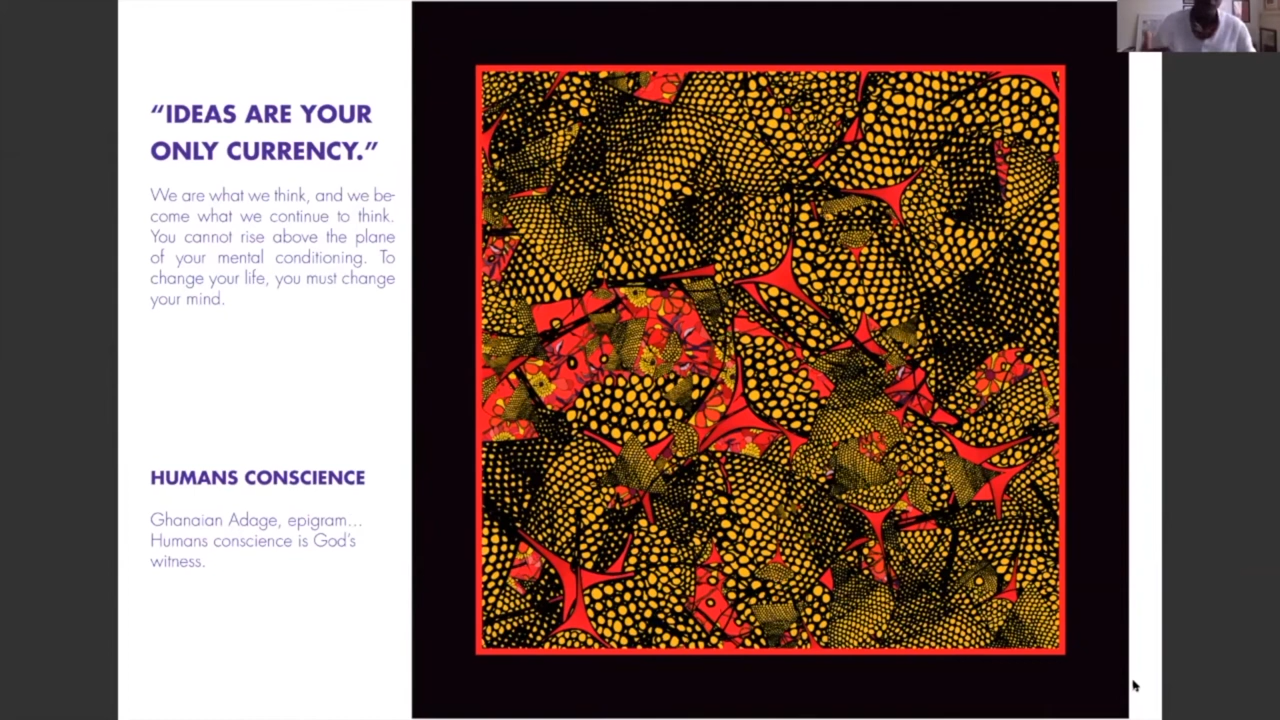 “IDEAS ARE YOUR
ONLY CURRENCY.”
We are what we think, and we be-
come what we continue to think.
You cannot rise above the plane
of your mental conditioning. To
change your life, you must change
your mind.
HUMANS CONSCIENCE
Ghanaian Adage, epigram...
Humans conscience is God’s
witness.